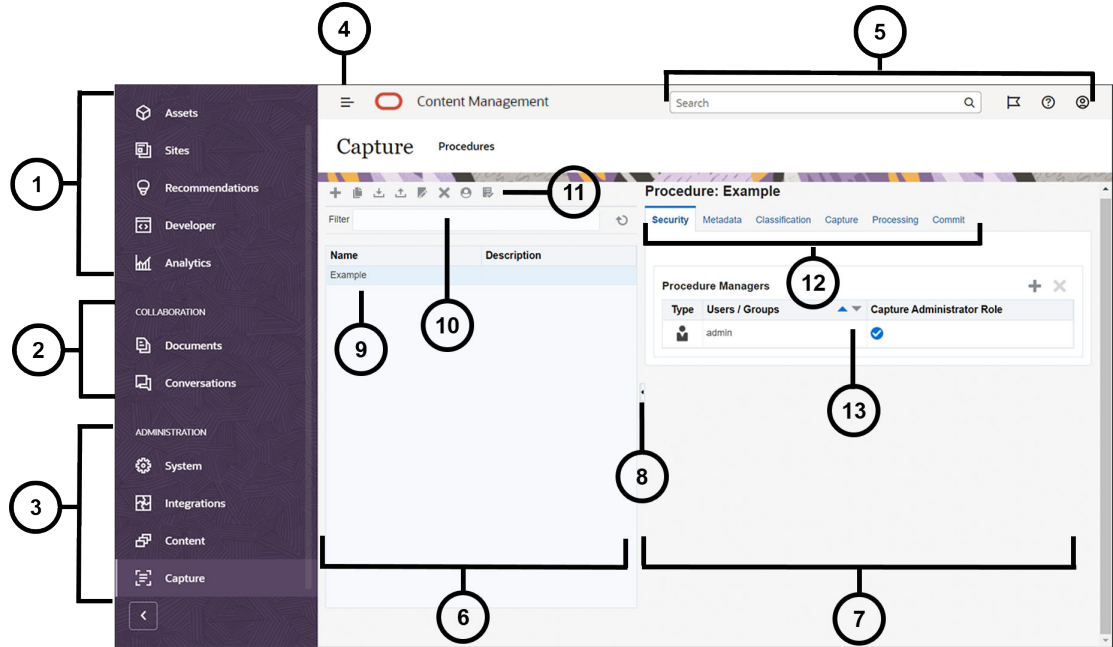 4
5
Content Management
Search
Assets
Sites
Recommendations
Developer
Analytics
1
COLLABORATION
Documents
Conversations
2
ADMINISTRATION
System
Integrations
Content
Capture
3
Capture Procedures
11
Filter
Name Description
Example
9
10
6
8
Procedure: Example
Security Metadata Classification Capture Processing Commit
12
Procedure Managers
Type Users / Groups Capture Administrator Role
admin
13
7